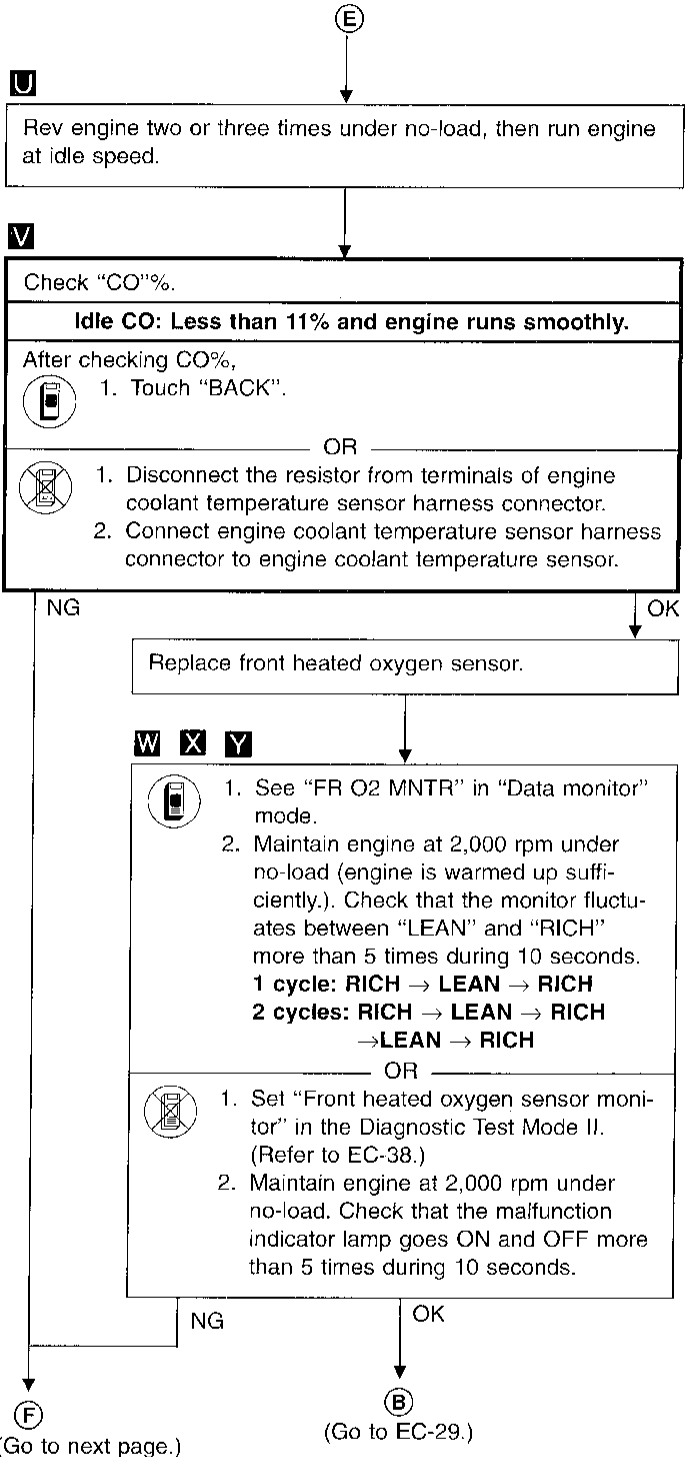 E
U
Rev engine two or three times under no-load, then run engine
at idle speed.
V
Check “CO”%.
Idle CO: Less than 11% and engine runs smoothly.
After checking CO%,
1. Touch “BACK”.
OR
1. Disconnect the resistor from terminals of engine
coolant temperature sensor harness connector.
2. Connect engine coolant temperature sensor harness
connector to engine coolant temperature sensor.
NG
OK
Replace front heated oxygen sensor.
W X Y
1. See “FR O2 MNTR” in “Data monitor”
mode.
2. Maintain engine at 2,000 rpm under
no-load (engine is warmed up suffi-
ciently.). Check that the monitor fluctu-
ates between “LEAN” and “RICH”
more than 5 times during 10 seconds.
1 cycle: RICH → LEAN → RICH
2 cycles: RICH → LEAN → RICH
→LEAN → RICH
OR
1. Set “Front heated oxygen sensor moni-
tor” in the Diagnostic Test Mode II.
(Refer to EC-38.)
2. Maintain engine at 2,000 rpm under
no-load. Check that the malfunction
indicator lamp goes ON and OFF more
than 5 times during 10 seconds.
NG
OK
F
(Go to next page.)
B
(Go to EC-29.)